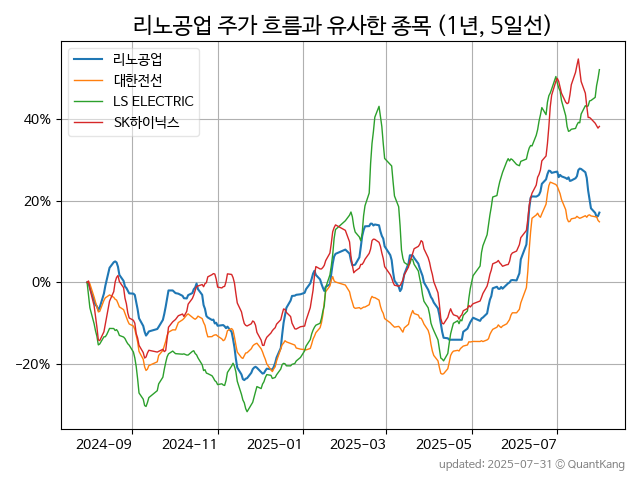 리노공업 주가 흐름과 유사한 종목 (1년, 5일선)
리노공업
대한전선
LS ELECTRIC
SK하이닉스
40%
20%
0%
−20%
2024-09 2024-11 2025-01 2025-03 2025-05 2025-07
updated: 2025-07-31 © QuantKang